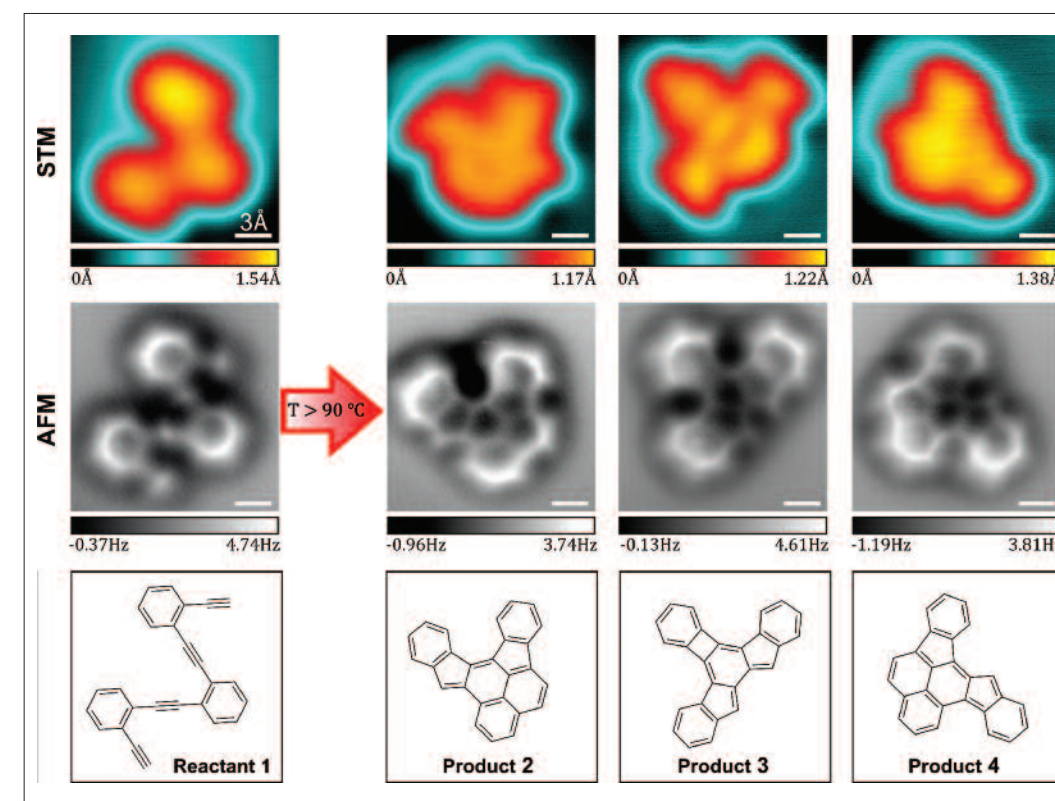 STM
3Å
0Å 1.54Å
0Å 1.17Å
0Å 1.22Å
0Å 1.38Å
AFM
T > 90 °C
-0.37Hz 4.74Hz
-0.96Hz 3.74Hz
-0.13Hz 4.61Hz
-1.19Hz
Reactant 1
Product 2
Product 3
Product 4